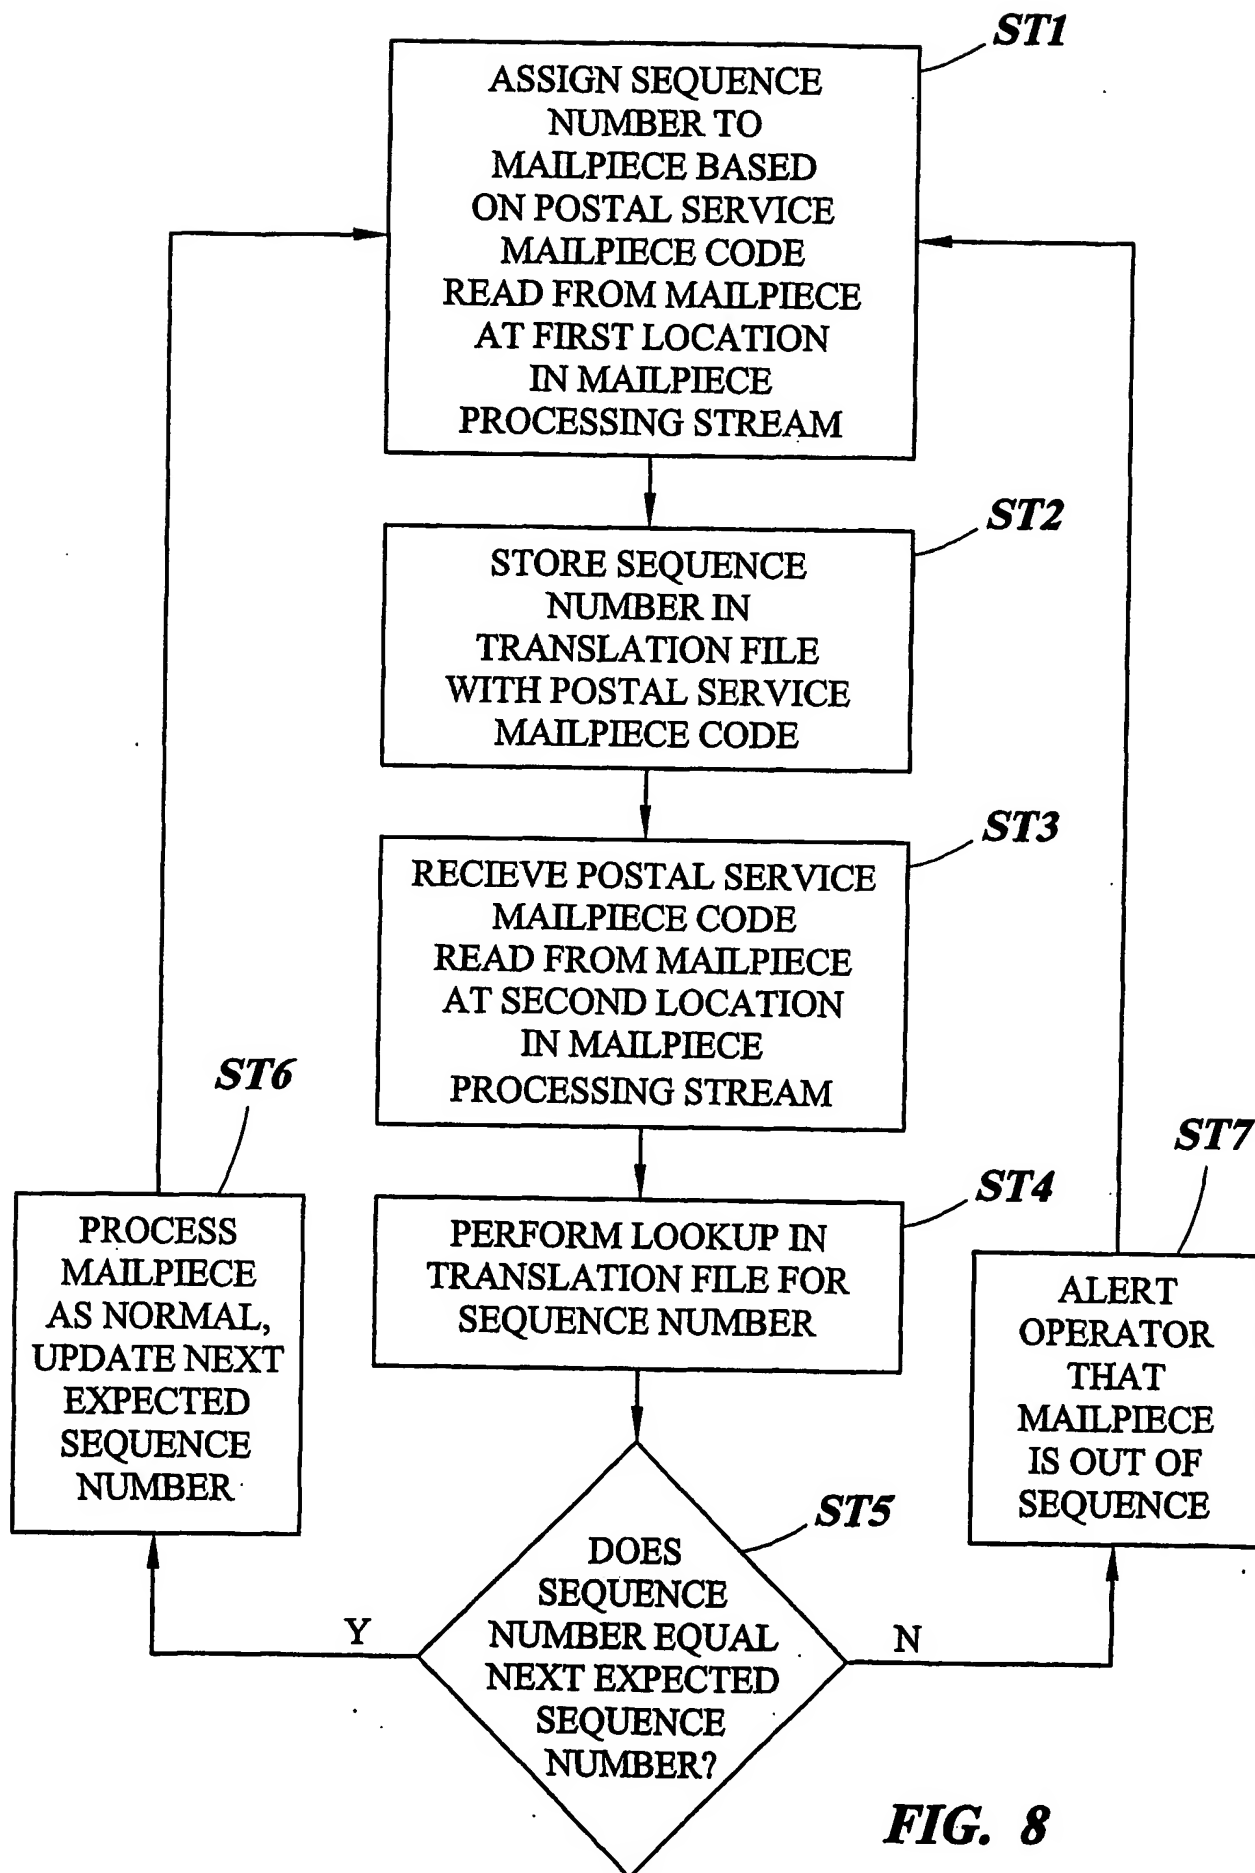 ST1
ASSIGN SEQUENCE
NUMBER TO
MAILPIECE BASED
ON POSTAL SERVICE
MAILPIECE CODE
READ FROM MAILPIECE
AT FIRST LOCATION
IN MAILPIECE
PROCESSING STREAM
ST2
STORE SEQUENCE
NUMBER IN
TRANSLATION FILE
WITH POSTAL SERVICE
MAILPIECE CODE
ST3
RECIEVE POSTAL SERVICE
MAILPIECE CODE
READ FROM MAILPIECE
AT SECOND LOCATION
IN MAILPIECE
PROCESSING STREAM
ST4
PERFORM LOOKUP IN
TRANSLATION FILE FOR
SEQUENCE NUMBER
ST5
DOES
SEQUENCE
NUMBER EQUAL
NEXT EXPECTED
SEQUENCE
NUMBER?
Y
N
ST6
PROCESS
MAILPIECE
AS NORMAL,
UPDATE NEXT
EXPECTED
SEQUENCE
NUMBER
ST7
ALERT
OPERATOR
THAT
MAILPIECE
IS OUT OF
SEQUENCE
FIG. 8